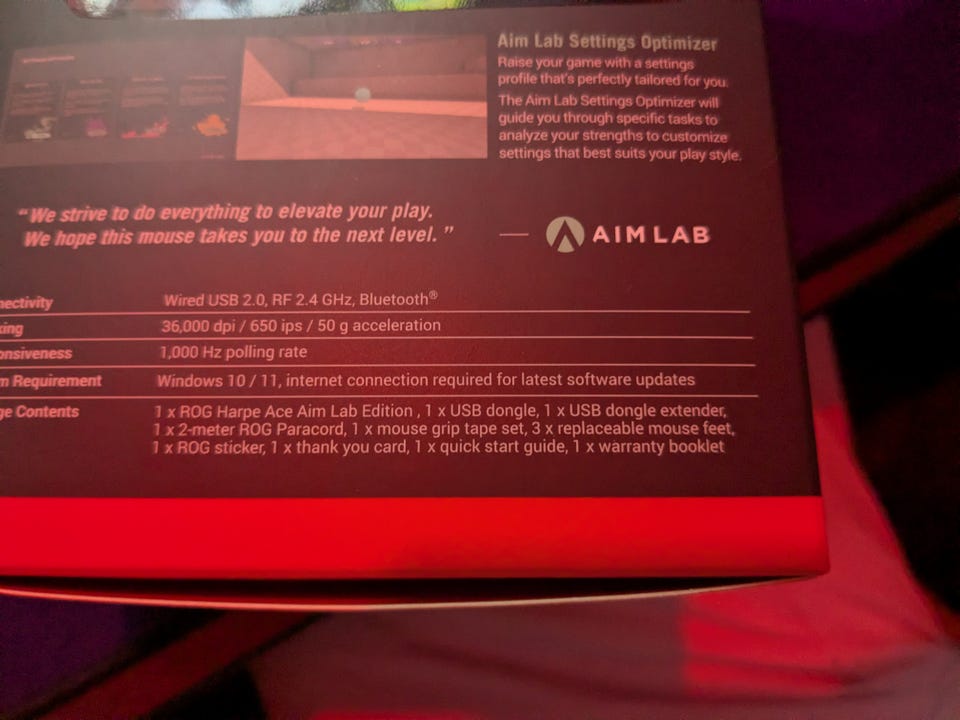 Aim Lab Settings Optimizer
Raise your game with a settings
profile that's perfectly tailored for you.
The Aim Lab Settings Optimizer will
guide you through specific tasks to
analyze your strengths to customize
settings that best suits your play style.
"We strive to do everything to elevate your play.
We hope this mouse takes you to the next level."
— AIM LAB
nectivity Wired USB 2.0, RF 2.4 GHz, Bluetooth®
king 36,000 dpi / 650 ips / 50 g acceleration
onsiveness 1,000 Hz polling rate
m Requirement Windows 10 / 11, internet connection required for latest software updates
ge Contents 1 x ROG Harpe Ace Aim Lab Edition , 1 x USB dongle, 1 x USB dongle extender,
1 x 2-meter ROG Paracord, 1 x mouse grip tape set, 3 x replaceable mouse feet,
1 x ROG sticker, 1 x thank you card, 1 x quick start guide, 1 x warranty booklet